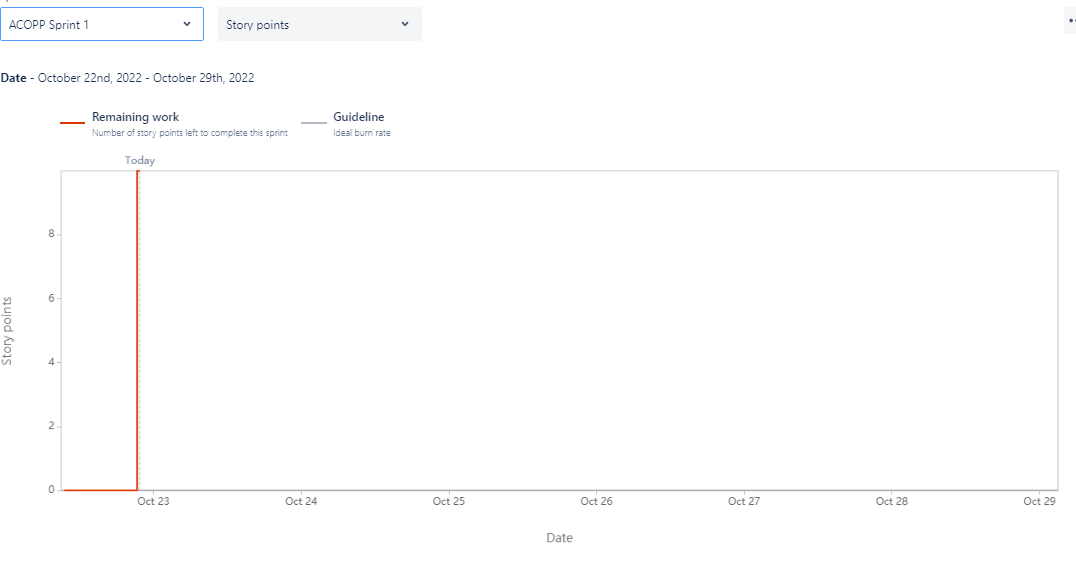 ACOPP Sprint 1
Story points
Date - October 22nd, 2022 - October 29th, 2022
Remaining work
Number of story points left to complete this sprint
Guideline
Ideal burn rate
Today
8
6
4
2
0
Story points
Oct 23
Oct 24
Oct 25
Oct 26
Oct 27
Oct 28
Oct 29
Date